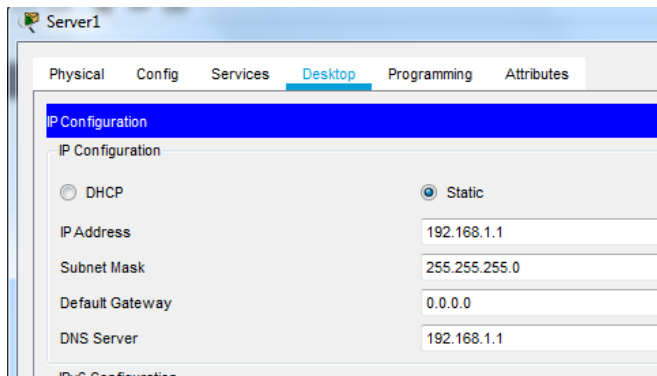 Server1
Physical Config Services Desktop Programming Attributes
IP Configuration
IP Configuration
DHCP Static
IP Address 192.168.1.1
Subnet Mask 255.255.255.0
Default Gateway 0.0.0.0
DNS Server 192.168.1.1